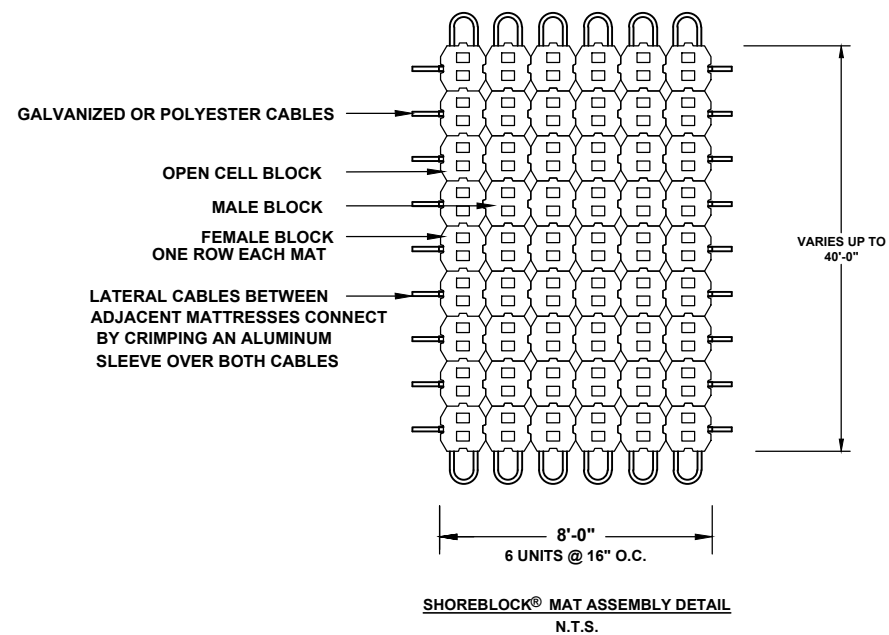 GALVANIZED OR POLYESTER CABLES
OPEN CELL BLOCK
MALE BLOCK
FEMALE BLOCK
ONE ROW EACH MAT
LATERAL CABLES BETWEEN
ADJACENT MATTRESSES CONNECT
BY CRIMPING AN ALUMINUM
SLEEVE OVER BOTH CABLES
VARIES UP TO
40'-0"
8'-0"
6 UNITS @ 16" O.C.
SHOREBLOCK® MAT ASSEMBLY DETAIL
N.T.S.